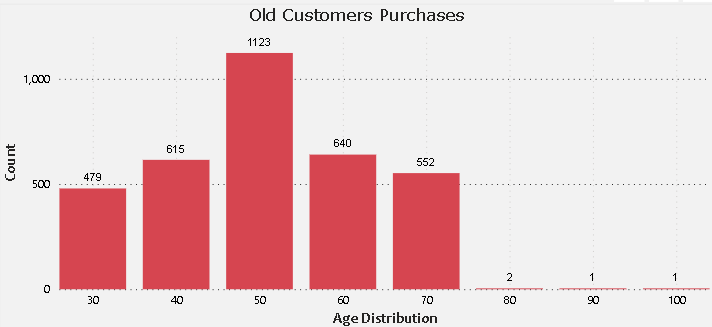 Old Customers Purchases
1123
1,000
640
615
552
479
500
2
1
1
0
30 40 50 60 70 80 90 100
Age Distribution
Count